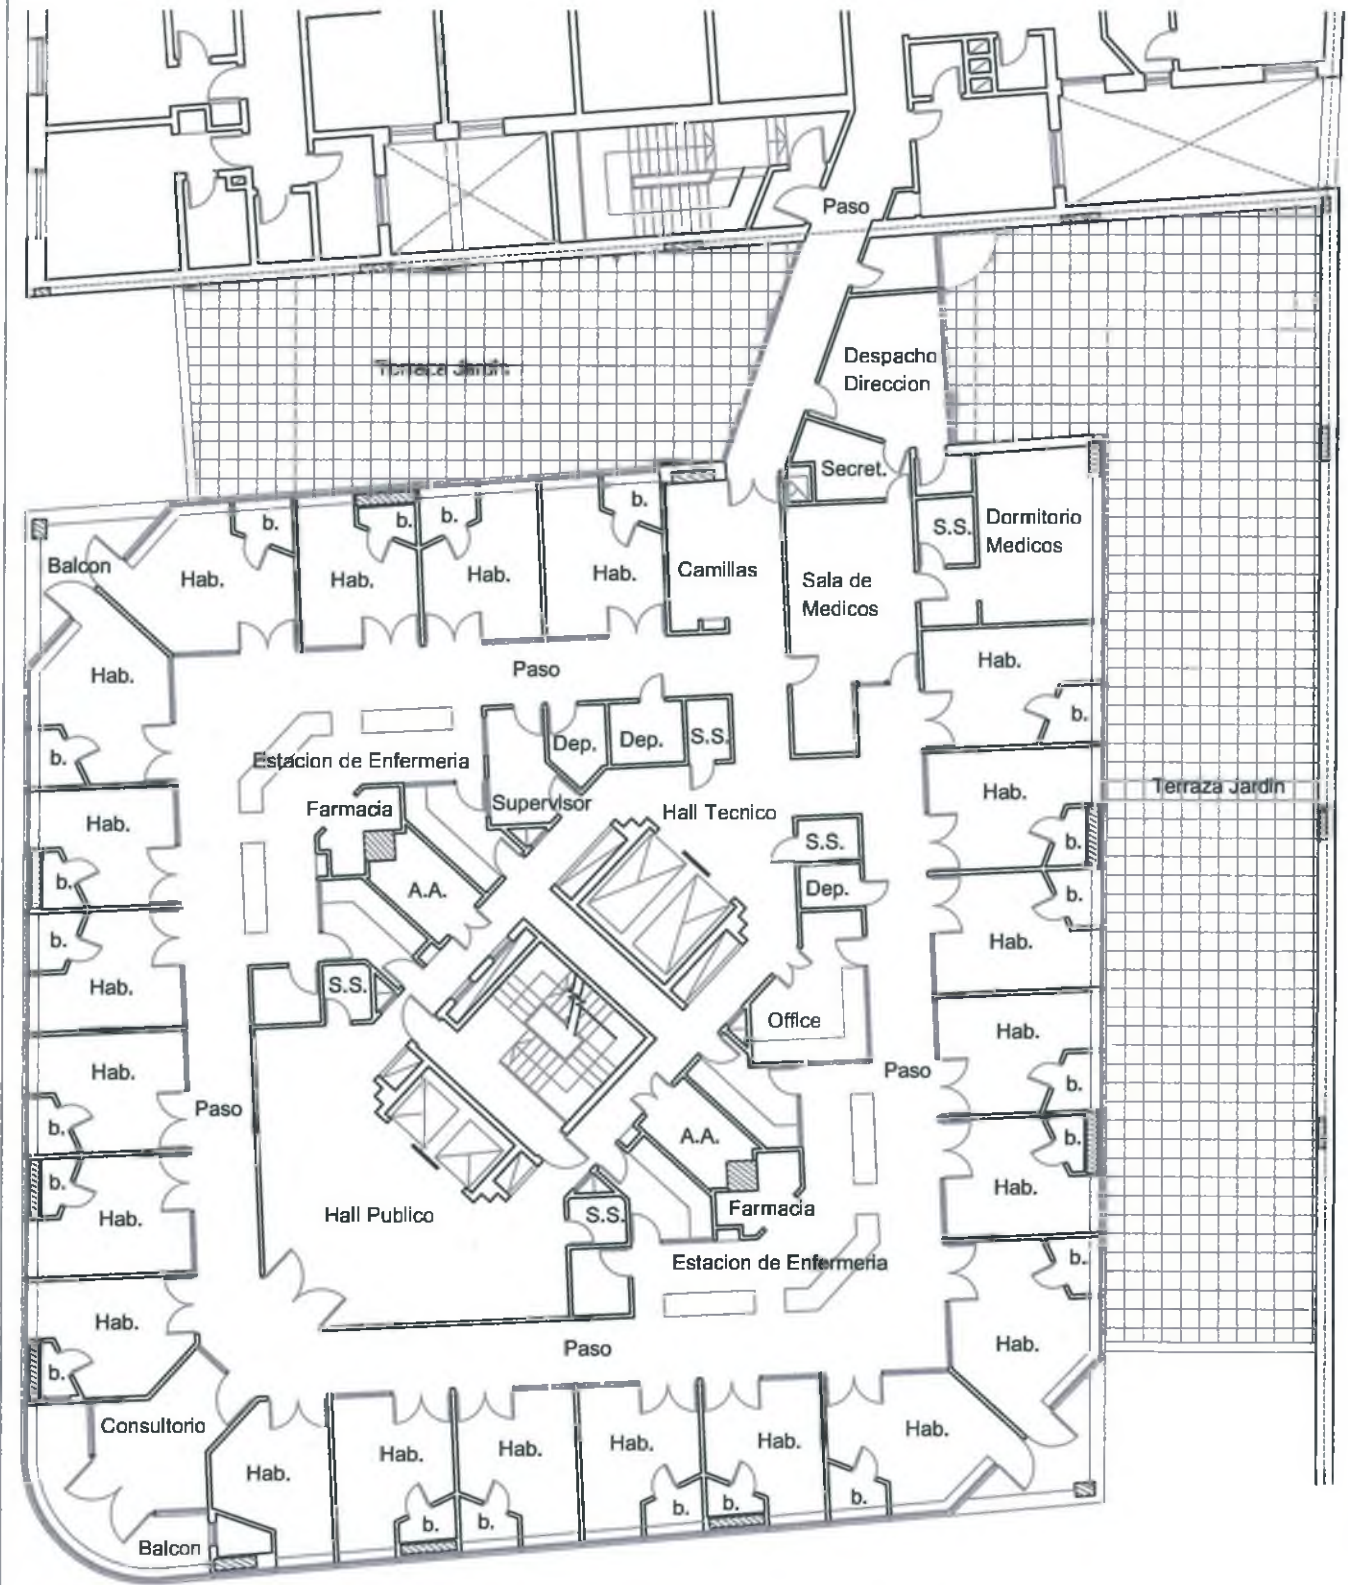 Paso
Despacho
Direccion
Terraza Jardin
Secret.
b.
b.
b.
b.
S.S.
Dormitorio
Medicos
Balcon
Hab.
Hab.
Hab.
Hab.
Camillas
Sala de
Medicos
Hab.
Paso
Hab.
b.
b.
Dep.
Dep.
S.S.
Estacion de Enfermeria
Supervisor
Farmacia
Hall Tecnico
Hab.
Terraza Jardin
Hab.
b.
S.S.
b.
A.A.
Dep.
b.
b.
Hab.
Hab.
S.S.
Office
Hab.
Hab.
Paso
b.
Paso
b.
A.A.
b.
b.
Hab.
Hab.
Hall Publico
S.S.
Farmacia
Estacion de Enfermeria
b.
Hab.
Paso
Hab.
b.
Consultorio
Hab.
Hab.
Hab.
Hab.
Hab.
Hab.
b.
b.
b.
b.
b.
Balcon